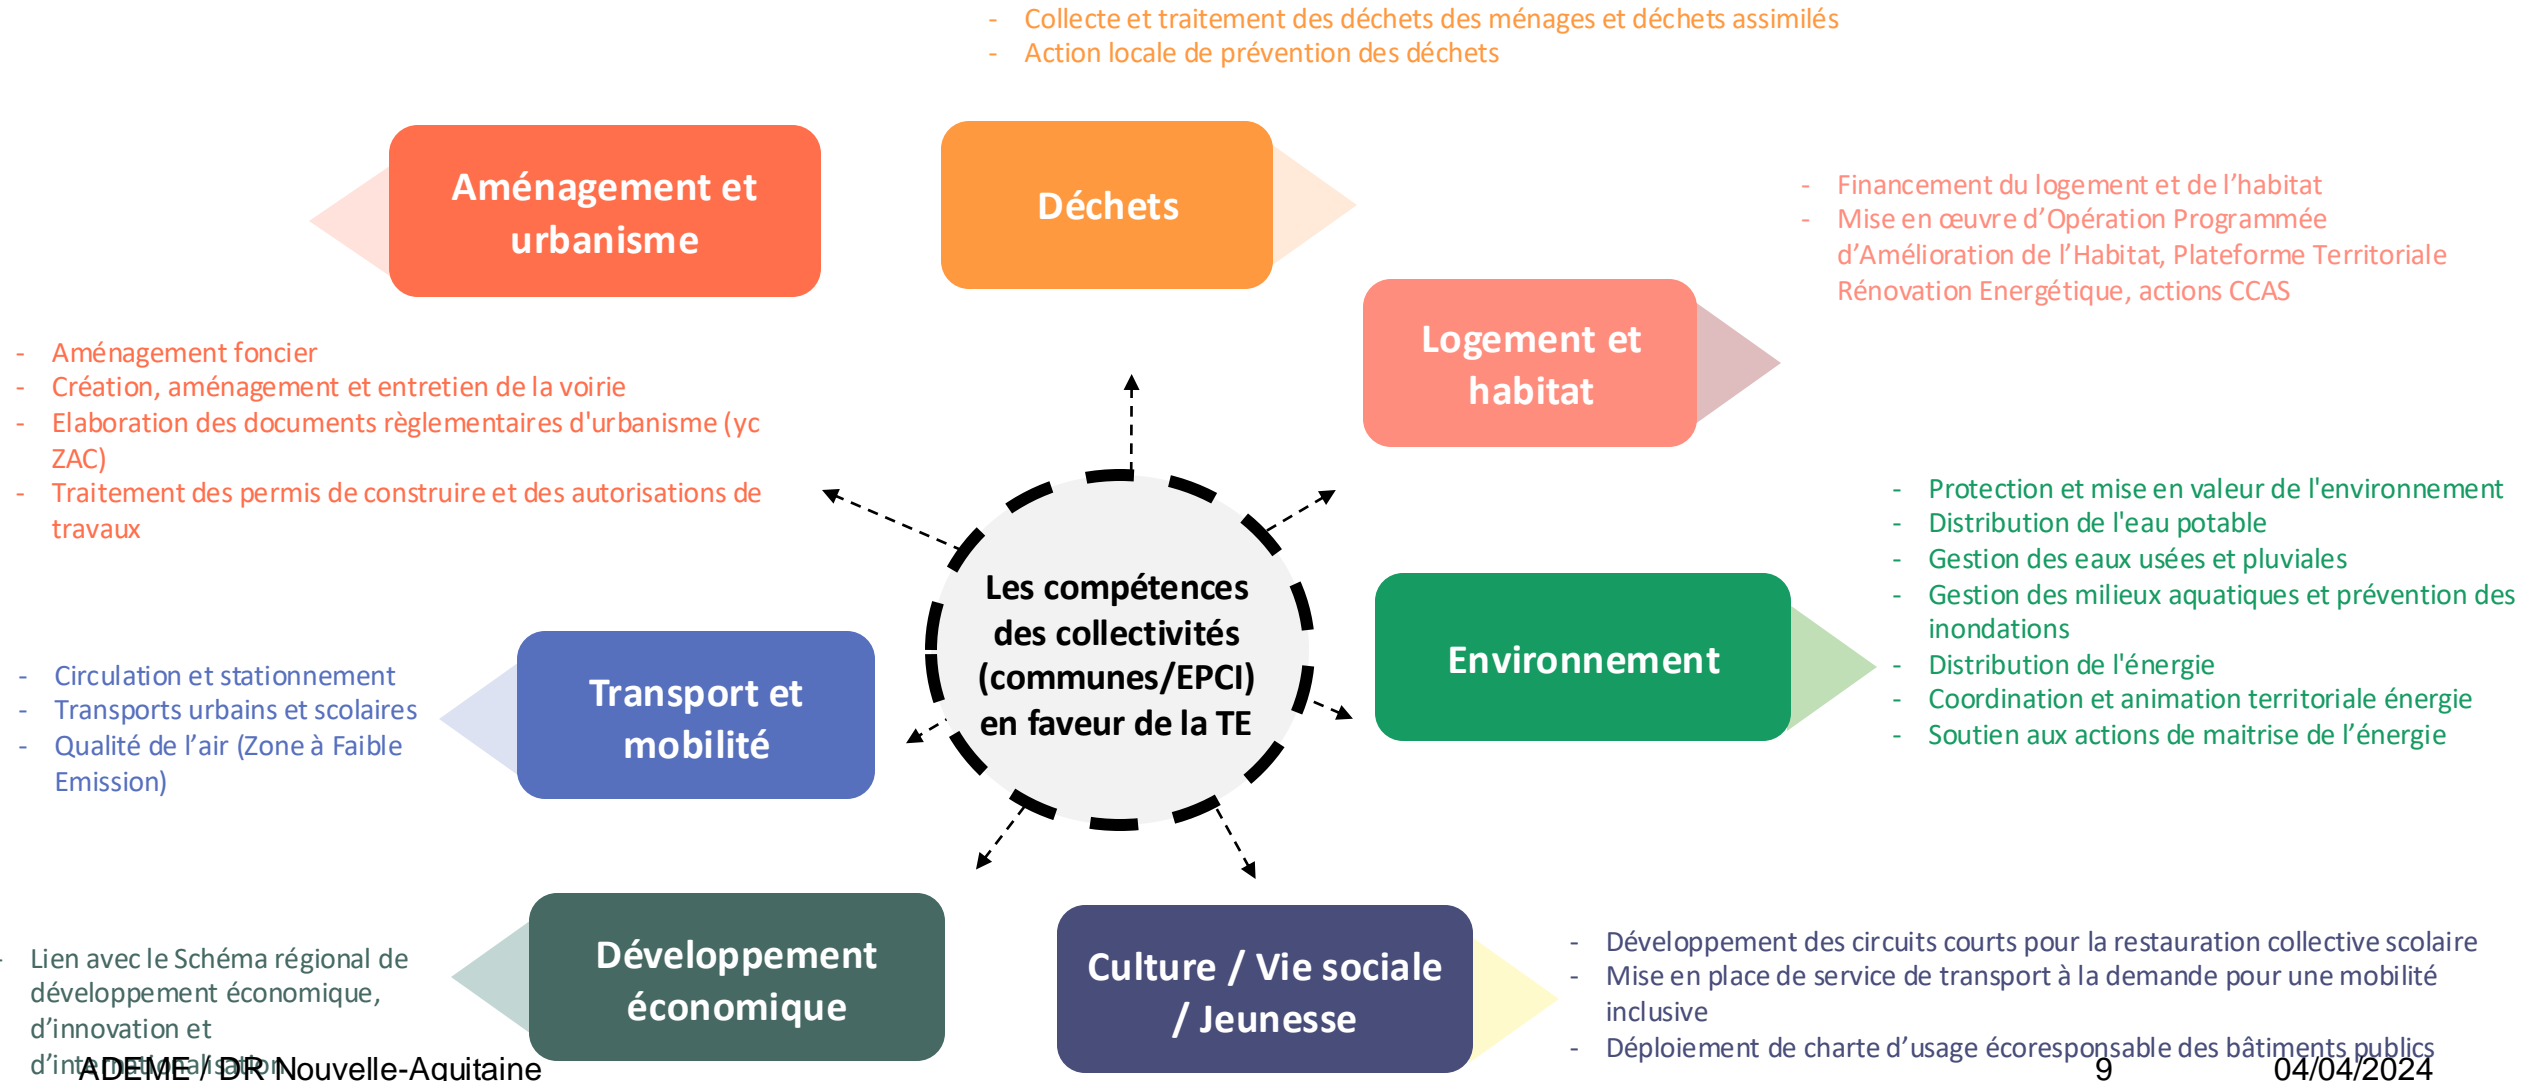 - Collecte et traitement des déchets des ménages et déchets assimilés
- Action locale de prévention des déchets
Aménagement et
urbanisme
Déchets
- Financement du logement et de l’habitat
- Mise en œuvre d’Opération Programmée
d’Amélioration de l’Habitat, Plateforme Territoriale
Rénovation Energétique, actions CCAS
Logement et
habitat
- Aménagement foncier
- Création, aménagement et entretien de la voirie
- Elaboration des documents règlementaires d'urbanisme (yc
ZAC)
- Traitement des permis de construire et des autorisations de
travaux
- Protection et mise en valeur de l'environnement
- Distribution de l'eau potable
- Gestion des eaux usées et pluviales
- Gestion des milieux aquatiques et prévention des
inondations
- Distribution de l'énergie
- Coordination et animation territoriale énergie
- Soutien aux actions de maitrise de l’énergie
Environnement
Les compétences
des collectivités
(communes/EPCI)
en faveur de la TE
Transport et
mobilité
- Circulation et stationnement
- Transports urbains et scolaires
- Qualité de l’air (Zone à Faible
Emission)
Développement
économique
- Lien avec le Schéma régional de
développement économique,
d’innovation et
d’internationalisation
Culture / Vie sociale
/ Jeunesse
- Développement des circuits courts pour la restauration collective scolaire
- Mise en place de service de transport à la demande pour une mobilité
inclusive
- Déploiement de charte d’usage écoresponsable des bâtiments publics
ADEME / DR Nouvelle-Aquitaine
9
04/04/2024